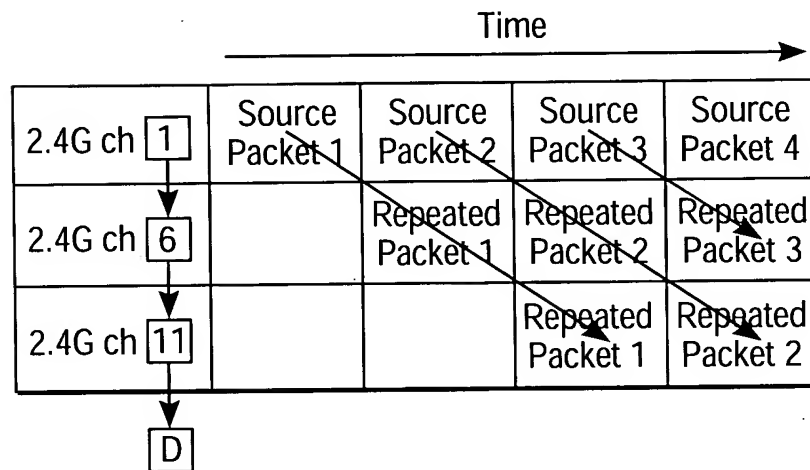 Time
2.4G ch 1
Source
Packet 1
Source
Packet 2
Source
Packet 3
Source
Packet 4
2.4G ch 6
Repeated
Packet 1
Repeated
Packet 2
Repeated
Packet 3
2.4G ch 11
Repeated
Packet 1
Repeated
Packet 2
D